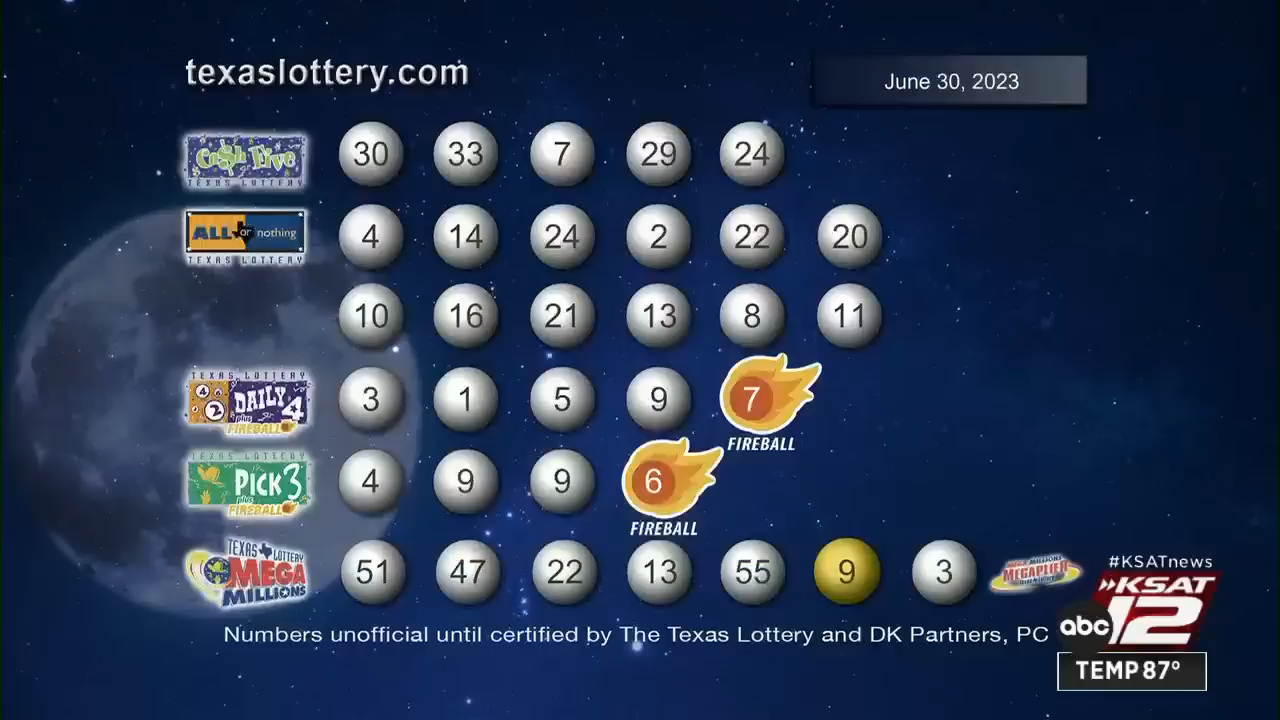 texaslottery.com
June 30, 2023
Cash Five
TEXAS LOTTERY
30 33 7 29 24
ALL or nothing
TEXAS LOTTERY
4 14 24 2 22 20
10 16 21 13 8 11
TEXAS LOTTERY
DAILY 4
plus
FIREBALL
3 1 5 9 7
FIREBALL
TEXAS LOTTERY
PICK 3
plus
FIREBALL
4 9 9 6
FIREBALL
TEXAS LOTTERY
MEGA
MILLIONS
51 47 22 13 55 9 3
MEGA MILLIONS
MEGAPLIER
#KSATnews
KSAT
abc 12
Numbers unofficial until certified by The Texas Lottery and DK Partners, PC
TEMP 87°